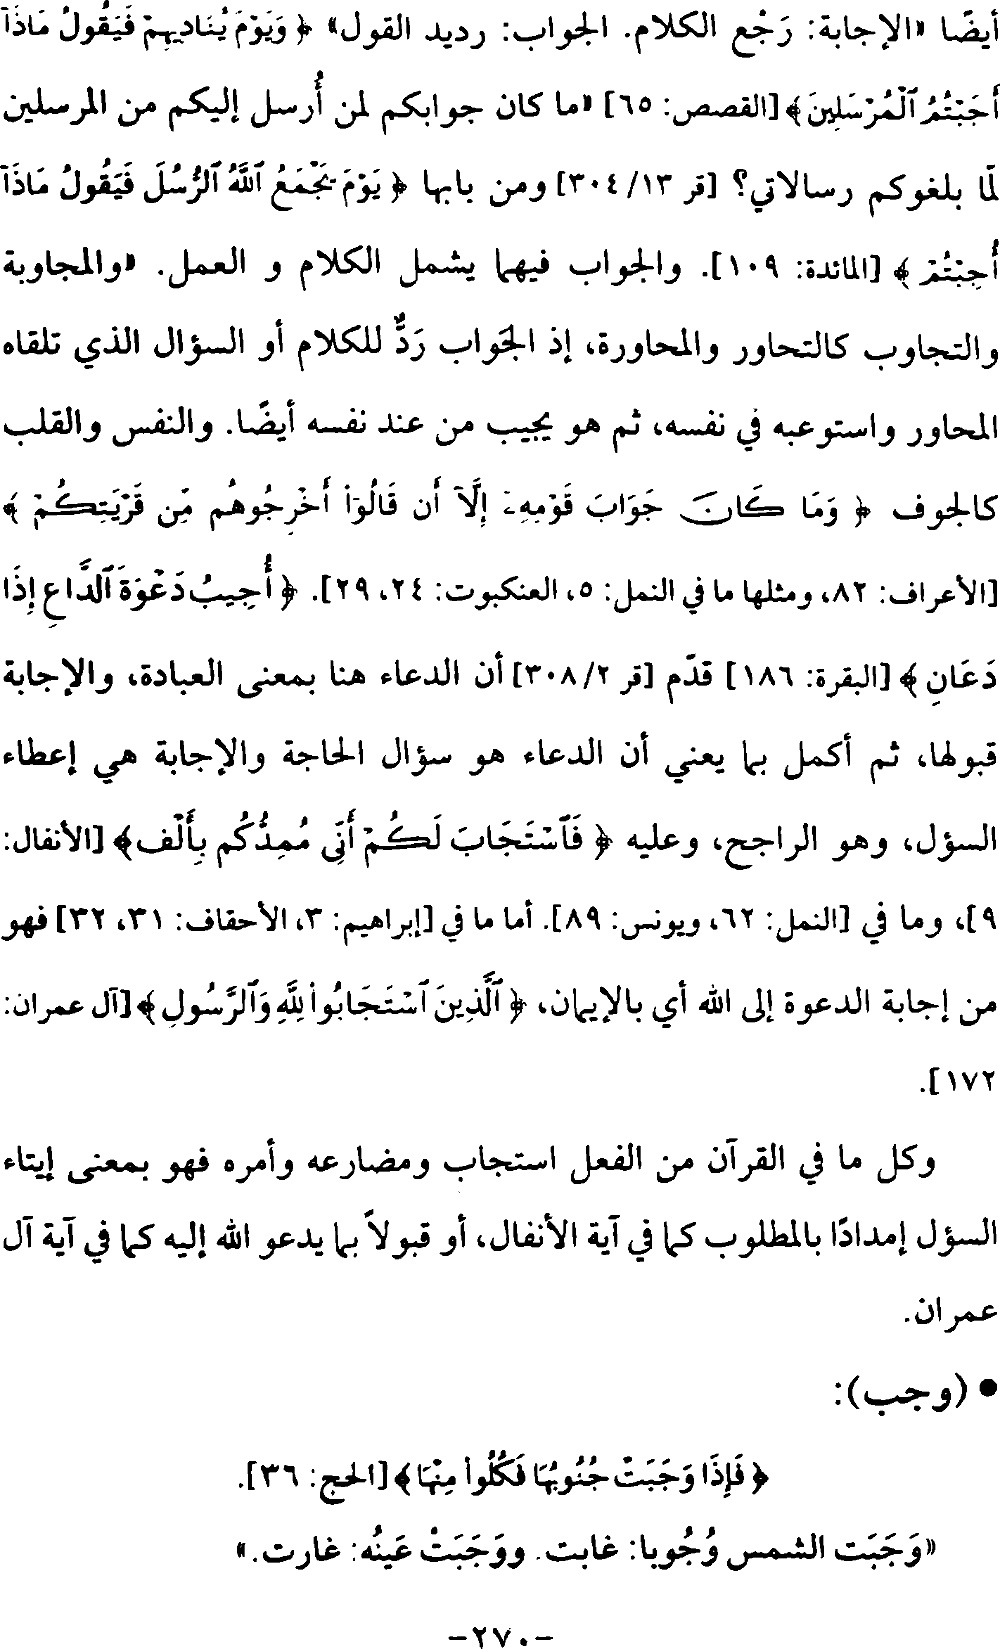 أيضًا «الإجابة: رَجْع الكلام. الجواب: رديد القول» ﴿ وَيَوْمَ يُنَادِيهِمْ فَيَقُولُ مَاذَآ
أَجَبْتُمُ ٱلْمُرْسَلِينَ ﴾ [القصص: ٦٥] «ما كان جوابكم لمن أُرسل إليكم من المرسلين
لمّا بلغوكم رسالاتي؟ [قر ١٣/ ٣٠٤] ومن بابها ﴿ يَوْمَ يَجْمَعُ ٱللَّهُ ٱلرُّسُلَ فَيَقُولُ مَاذَآ
أُجِبْتُمْ ﴾ [المائدة: ١٠٩]. والجواب فيهما يشمل الكلام و العمل. «والمجاوبة
والتجاوب كالتحاور والمحاورة، إذ الجَواب رَدٌّ للكلام أو السؤال الذي تلقاه
المحاور واستوعبه في نفسه، ثم هو يجيب من عند نفسه أيضًا. والنفس والقلب
كالجوف ﴿ وَمَا كَانَ جَوَابَ قَوْمِهِۦٓ إِلَّآ أَن قَالُوٓا۟ أَخْرِجُوهُم مِّن قَرْيَتِكُمْ ﴾
[الأعراف: ٨٢، ومثلها ما في النمل: ٥، العنكبوت: ٢٤، ٢٩]. ﴿ أُجِيبُ دَعْوَةَ ٱلدَّاعِ إِذَا
دَعَانِ ﴾ [البقرة: ١٨٦] قدّم [قر ٢/ ٣٠٨] أن الدعاء هنا بمعنى العبادة، والإجابة
قبولها، ثم أكمل بما يعني أن الدعاء هو سؤال الحاجة والإجابة هي إعطاء
السؤل، وهو الراجح، وعليه ﴿ فَٱسْتَجَابَ لَكُمْ أَنِّى مُمِدُّكُم بِأَلْفٍ ﴾ [الأنفال:
٩]، وما في [النمل: ٦٢، ويونس: ٨٩]. أما ما في [إبراهيم: ٣، الأحقاف: ٣١، ٣٢] فهو
من إجابة الدعوة إلى الله أي بالإيمان، ﴿ ٱلَّذِينَ ٱسْتَجَابُوا۟ لِلَّهِ وَٱلرَّسُولِ ﴾ [آل عمران:
١٧٢].
وكل ما في القرآن من الفعل استجاب ومضارعه وأمره فهو بمعنى إيتاء
السؤل إمدادًا بالمطلوب كما في آية الأنفال، أو قبولاً بما يدعو الله إليه كما في آية آل
عمران.
• (وجب):
﴿ فَإِذَا وَجَبَتْ جُنُوبُهَا فَكُلُوا۟ مِنْهَا ﴾ [الحج: ٣٦].
«وَجَبَت الشمس وُجُوبا: غابت. ووَجَبَتْ عَينُه: غارت.»
-٢٧٠-